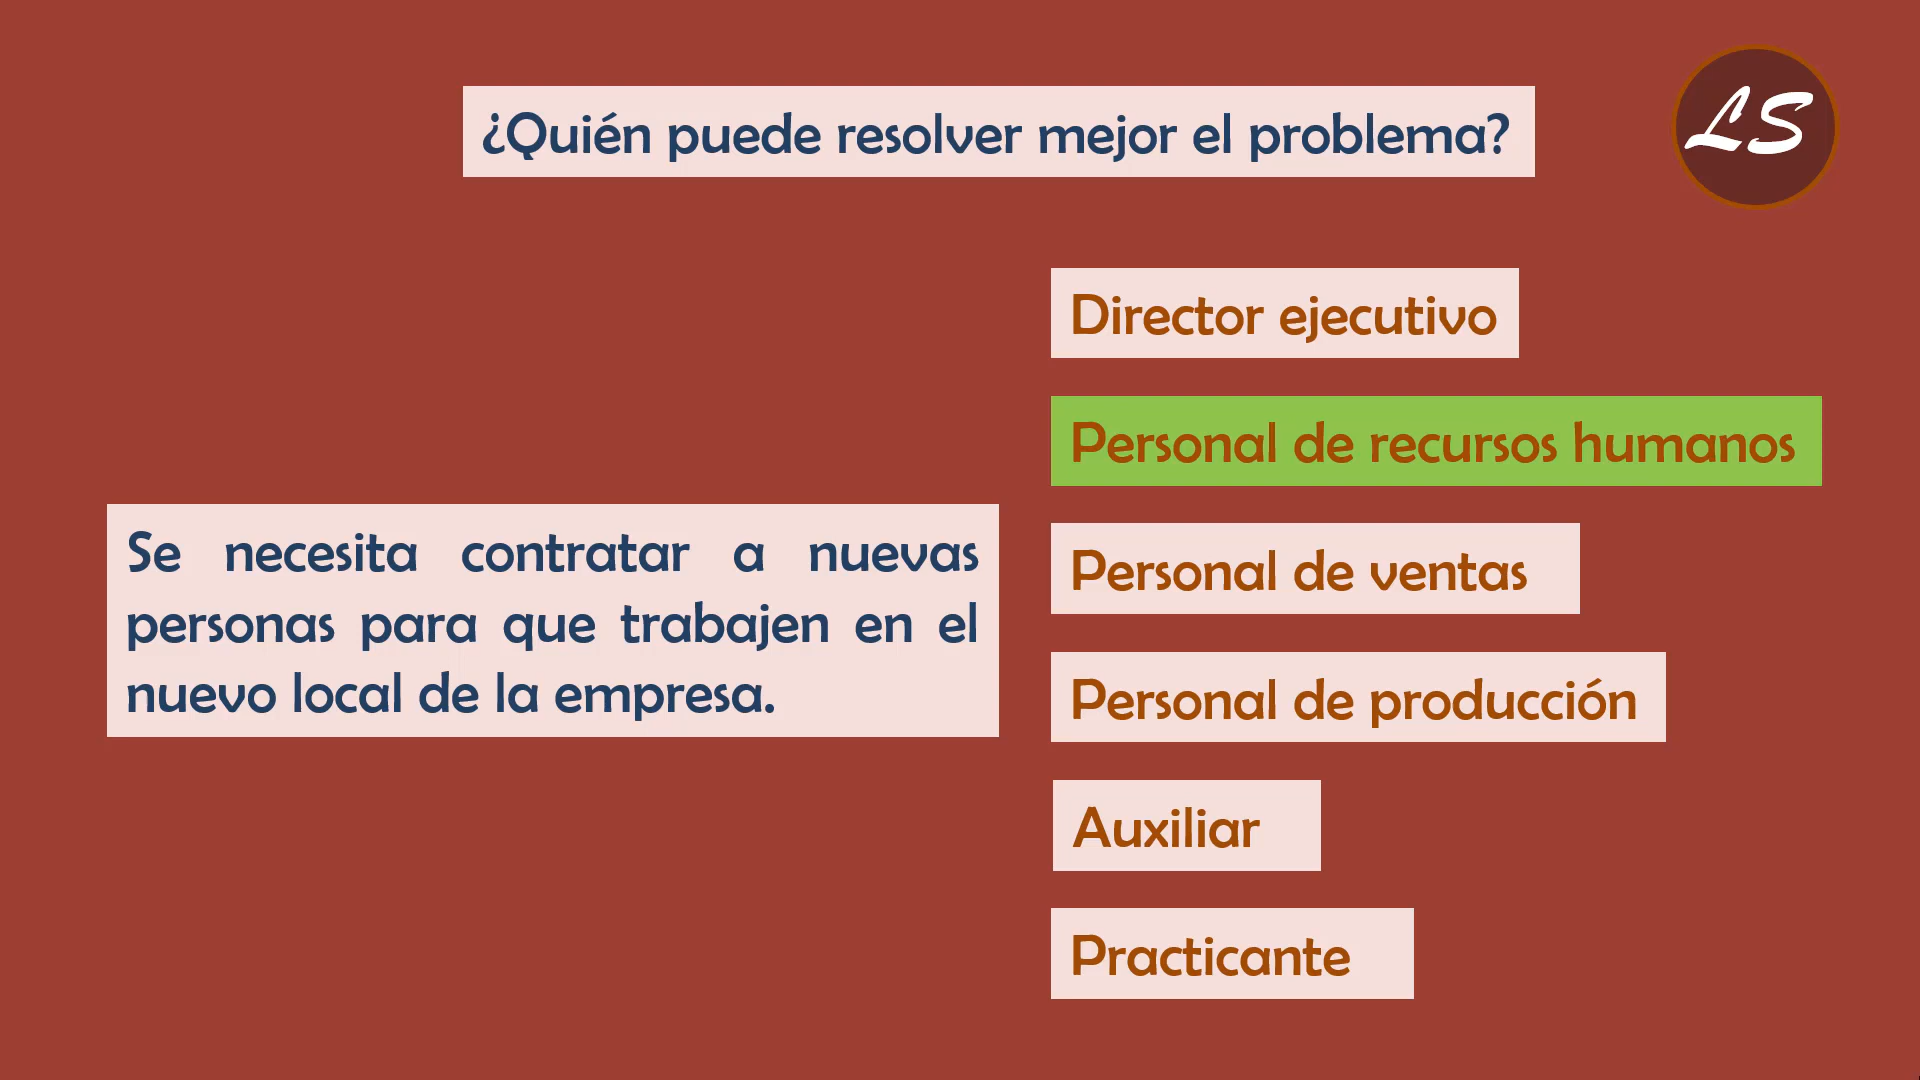 ¿Quién puede resolver mejor el problema?
LS
Se necesita contratar a nuevas
personas para que trabajen en el
nuevo local de la empresa.
Director ejecutivo
Personal de recursos humanos
Personal de ventas
Personal de producción
Auxiliar
Practicante